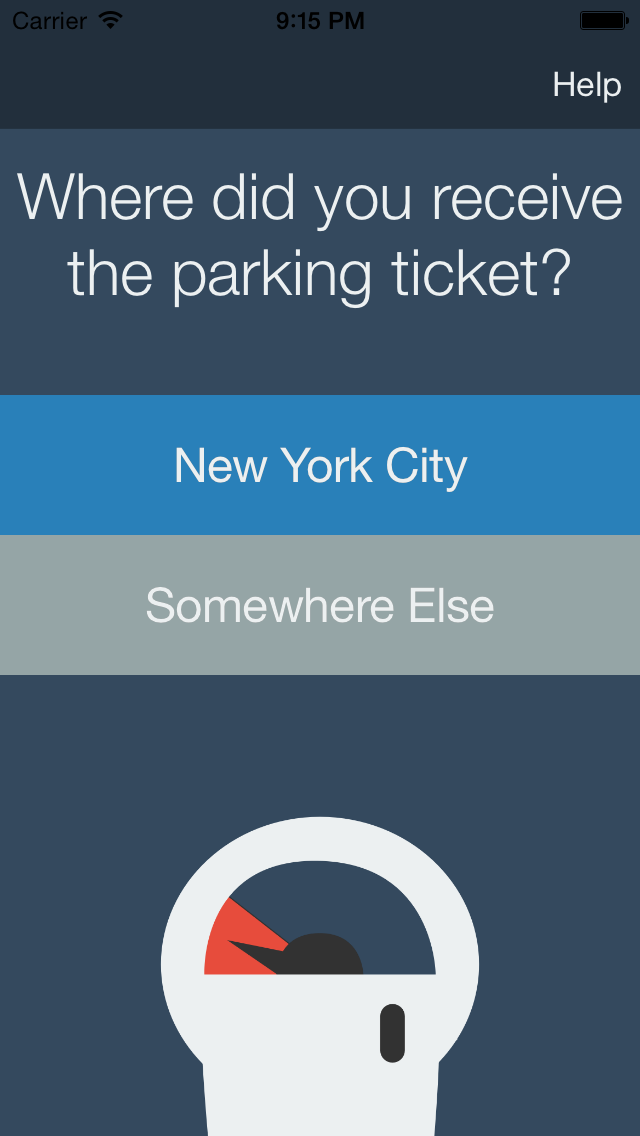 Carrier 9:15 PM
Help
Where did you receive
the parking ticket?
New York City
Somewhere Else